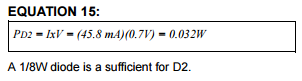 EQUATION 15:
PD2 = IxV = (45.8 mA)(0.7V) = 0.032W
A 1/8W diode is a sufficient for D2.